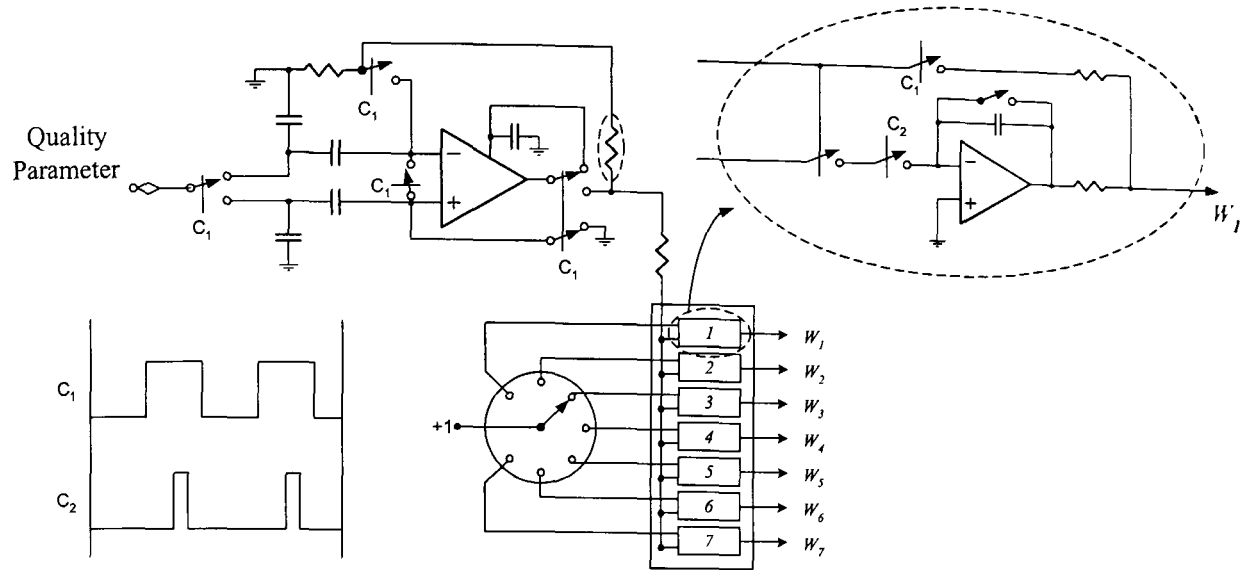 Quality
Parameter
C₁
C₁
C₁
C₁
−
+
C₁
C₂
−
+
W₁
C₁
C₂
+1
1
2
3
4
5
6
7
W₁
W₂
W₃
W₄
W₅
W₆
W₇